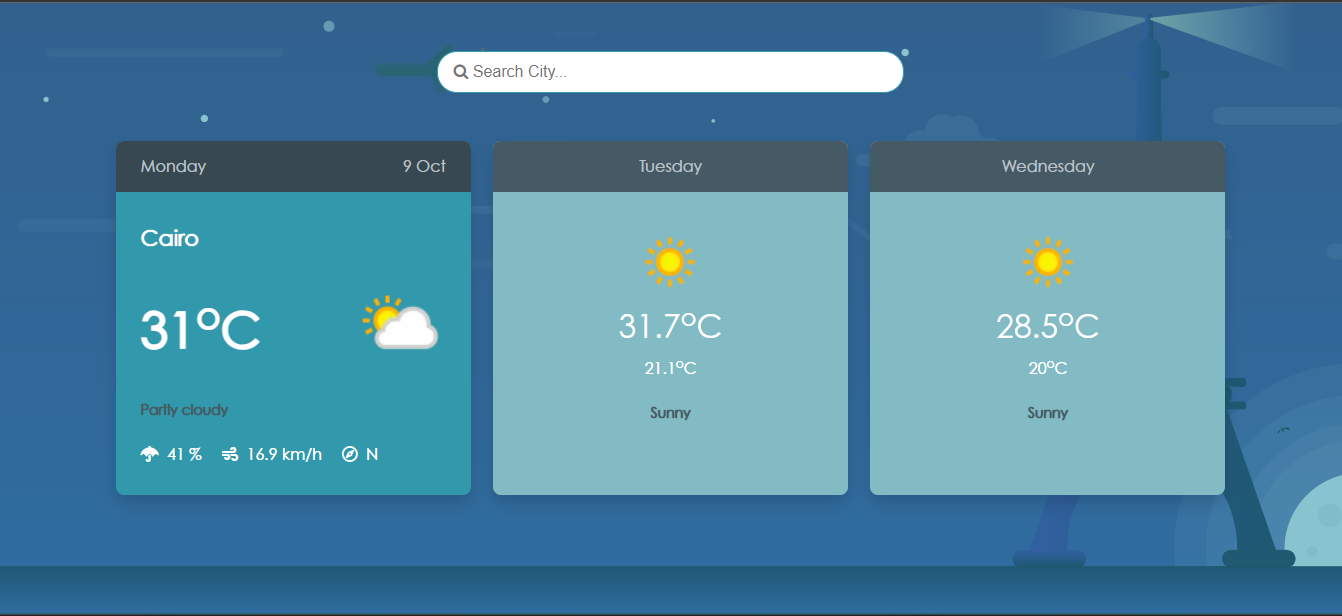 Search City...
Monday 9 Oct
Cairo
31°C
Partly cloudy
41 % 16.9 km/h N
Tuesday
31.7°C
21.1°C
Sunny
Wednesday
28.5°C
20°C
Sunny